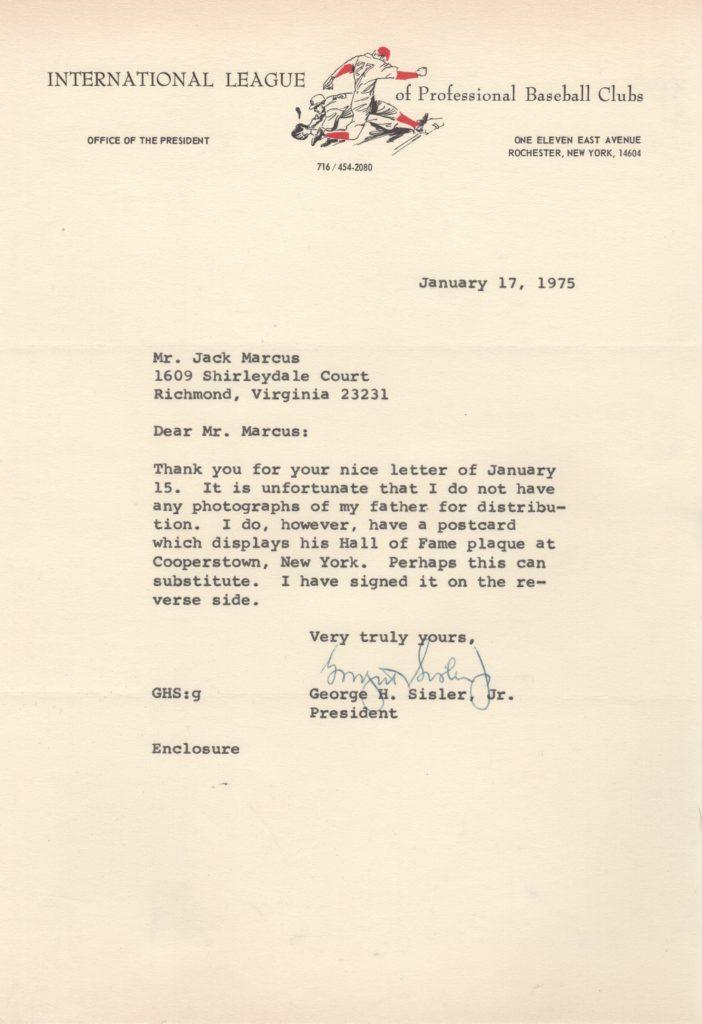 INTERNATIONAL LEAGUE of Professional Baseball Clubs
27
OFFICE OF THE PRESIDENT
ONE ELEVEN EAST AVENUE
ROCHESTER, NEW YORK, 14604
716 / 454-2080
January 17, 1975
Mr. Jack Marcus
1609 Shirleydale Court
Richmond, Virginia 23231
Dear Mr. Marcus:
Thank you for your nice letter of January
15. It is unfortunate that I do not have
any photographs of my father for distribu-
tion. I do, however, have a postcard
which displays his Hall of Fame plaque at
Cooperstown, New York. Perhaps this can
substitute. I have signed it on the re-
verse side.
Very truly yours,
George Sisler Jr
GHS:g George H. Sisler, Jr.
President
Enclosure